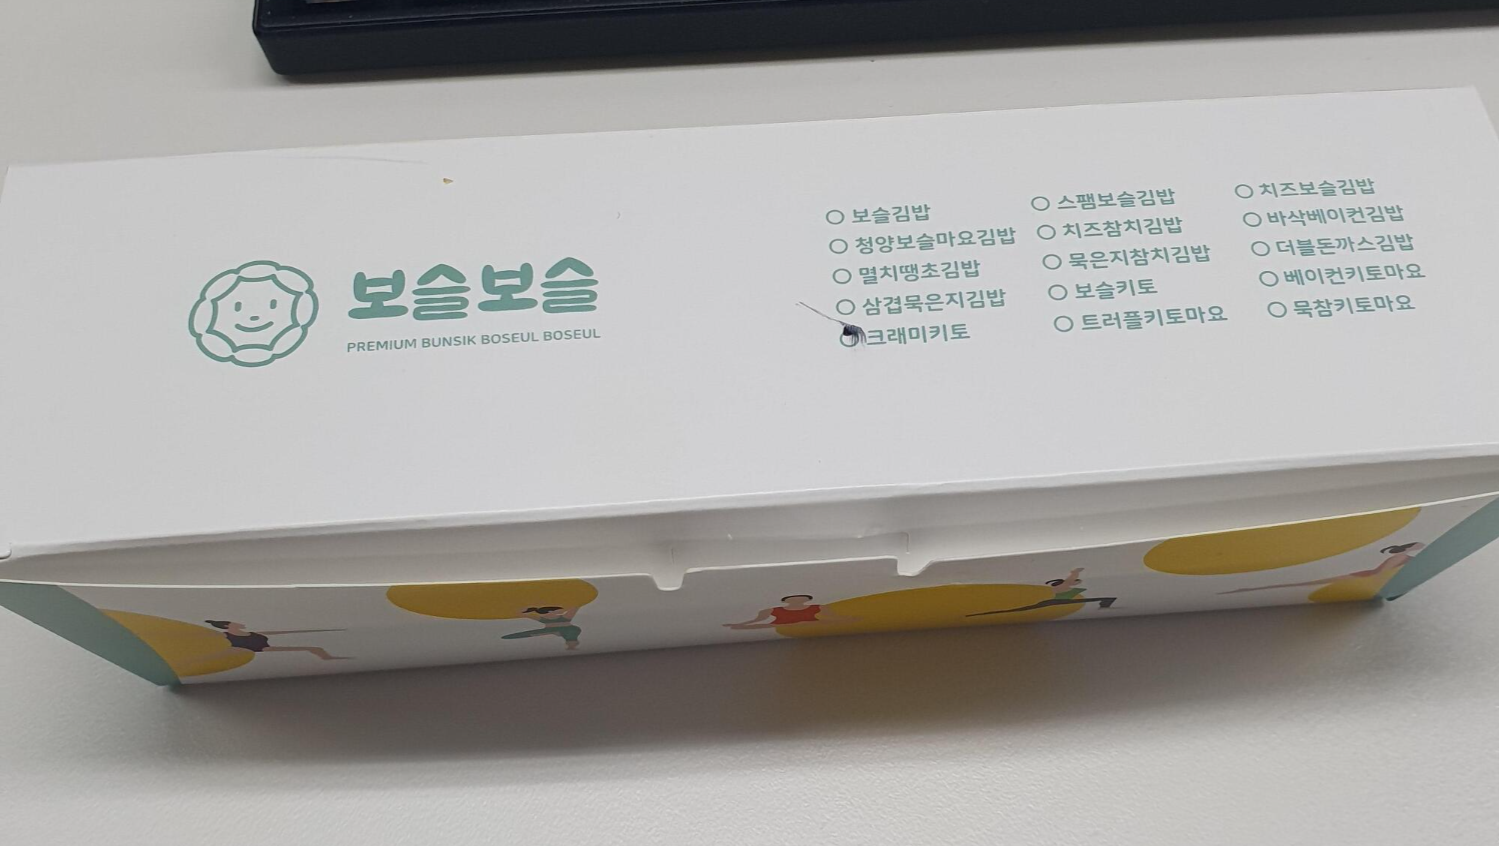 보슬보슬
PREMIUM BUNSIK BOSEUL BOSEUL
보슬김밥
청양보슬마요김밥
멸치땡초김밥
삼겹묵은지김밥
크래미키토
스팸보슬김밥
치즈참치김밥
묵은지참치김밥
보슬키토
트러플키토마요
치즈보슬김밥
바삭베이컨김밥
더블돈까스김밥
베이컨키토마요
묵참키토마요